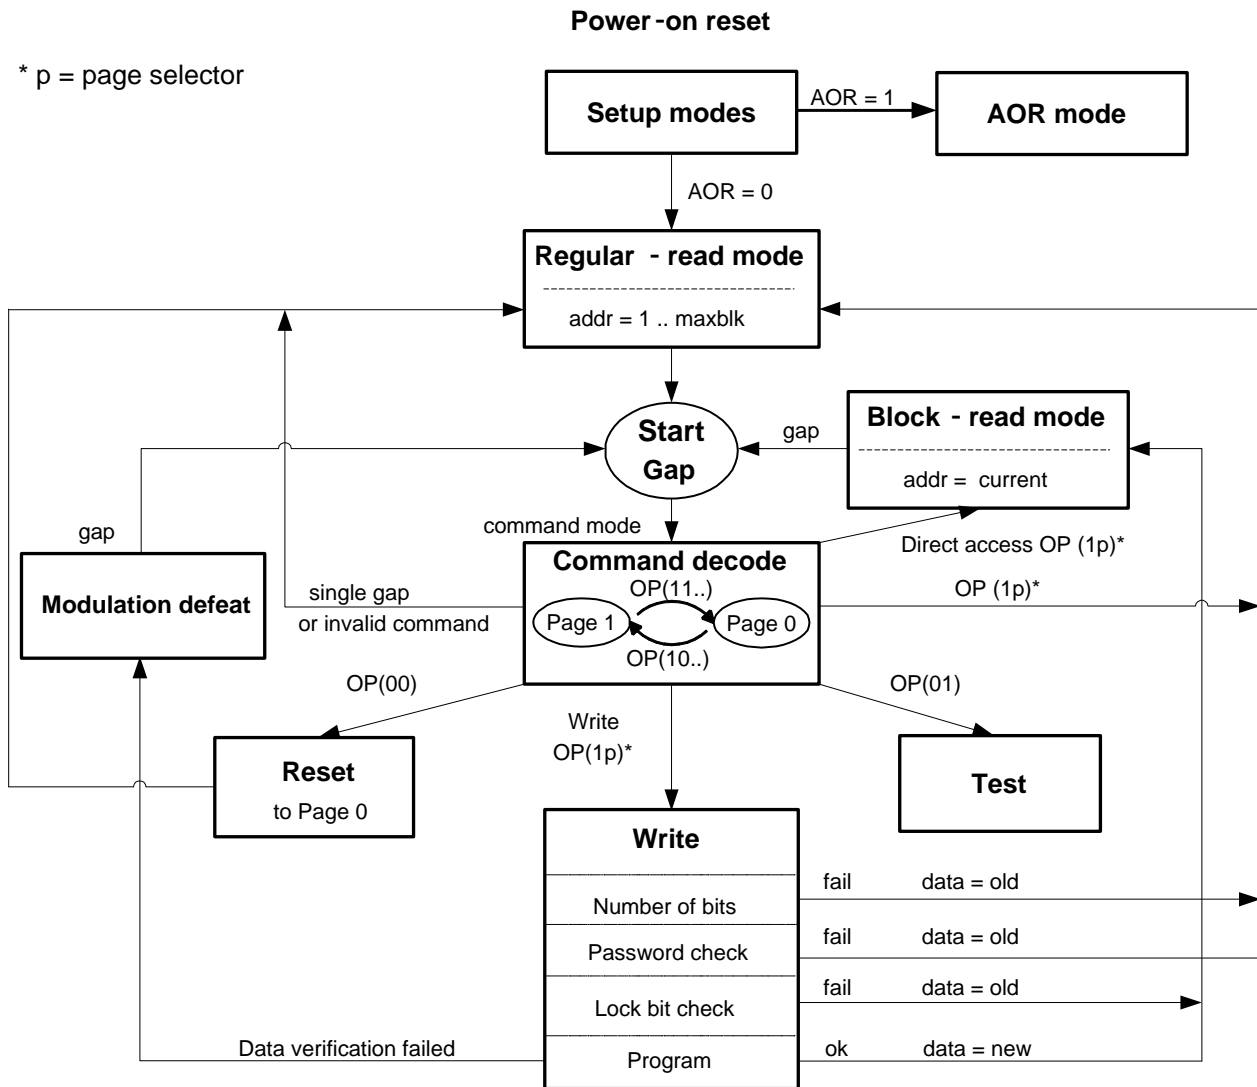 Power-on reset
* p = page selector
Setup modes
AOR = 1
AOR mode
AOR = 0
Regular - read mode
addr = 1 .. maxblk
Start
Gap
gap
Block - read mode
addr = current
gap
command mode
Direct access OP (1p)*
Modulation defeat
single gap
or invalid command
Command decode
OP(11..)
Page 1
Page 0
OP(10..)
OP (1p)*
OP(00)
Write
OP(1p)*
OP(01)
Reset
to Page 0
Test
Write
Number of bits
fail data = old
Password check
fail data = old
Lock bit check
fail data = old
Data verification failed
Program
ok data = new